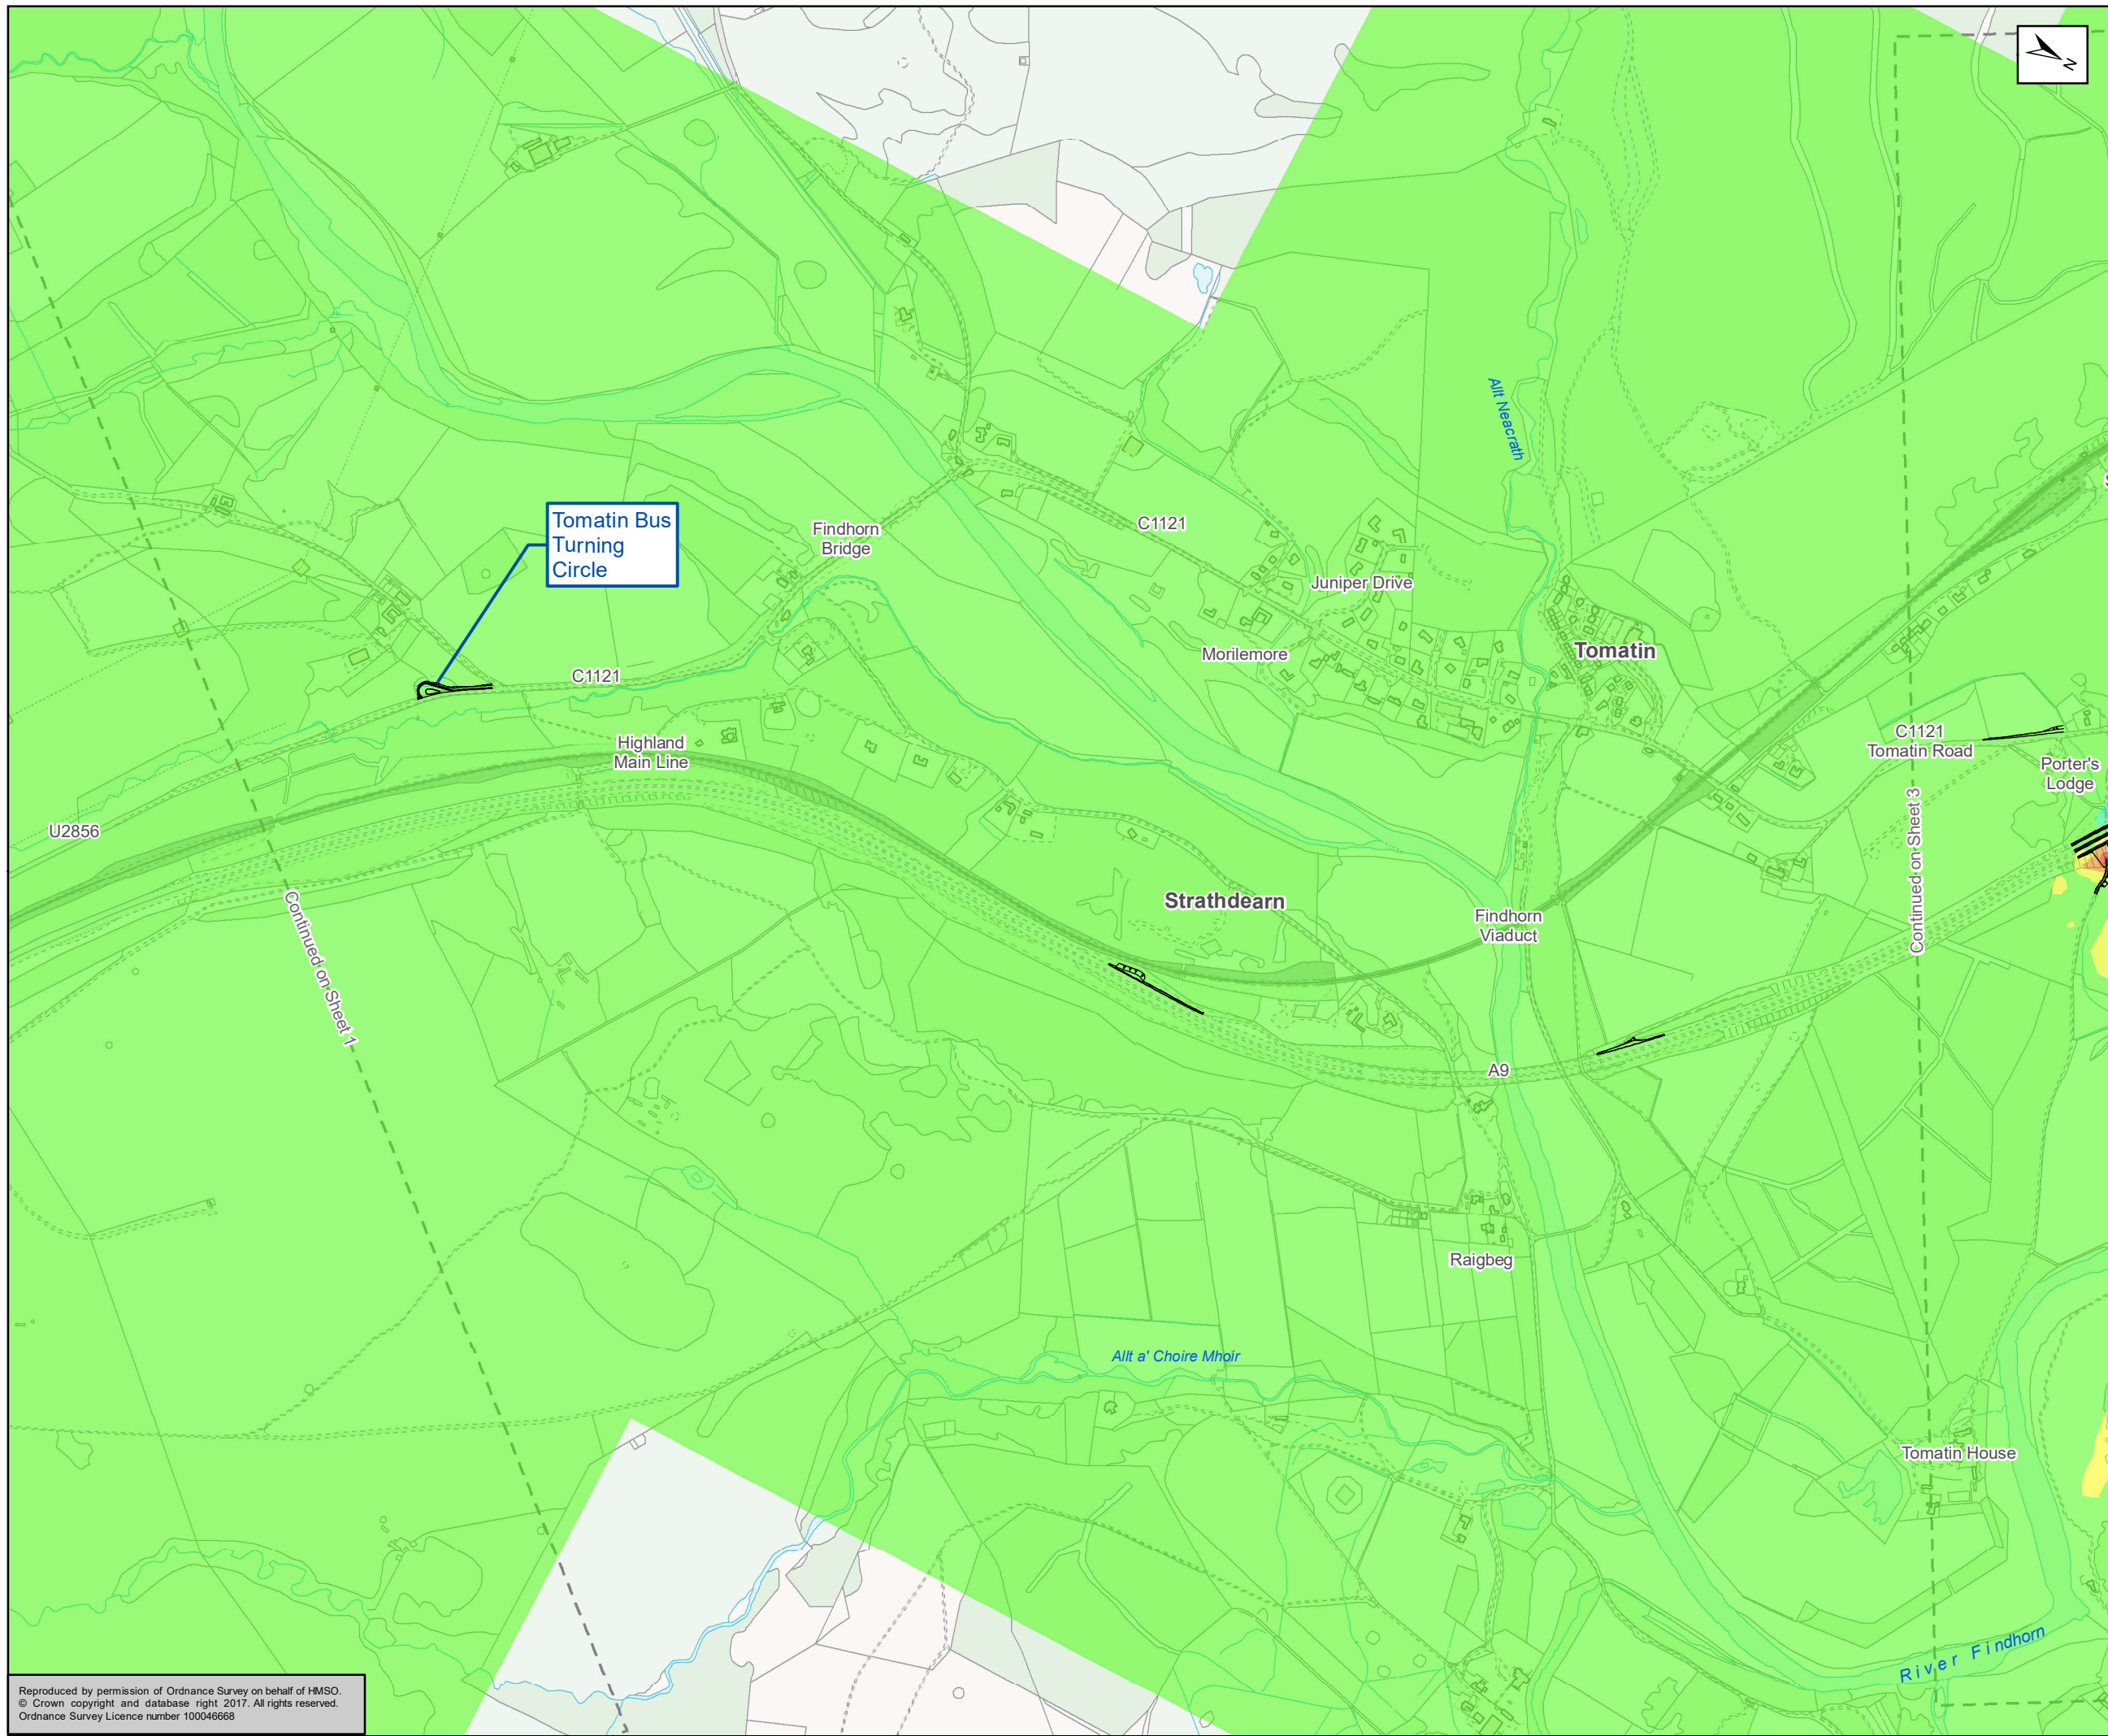 N
Allt Neacrath
Tomatin Bus
Turning
Circle
Findhorn
Bridge
C1121
Juniper Drive
Morilemore
Tomatin
C1121
Highland
Main Line
C1121
Tomatin Road
Porter's
Lodge
U2856
Continued on Sheet 1
Continued on Sheet 3
Strathdearn
Findhorn
Viaduct
A9
Raigbeg
Allt a' Choire Mhoir
Tomatin House
River Findhorn
Reproduced by permission of Ordnance Survey on behalf of HMSO.
© Crown copyright and database right 2017. All rights reserved.
Ordnance Survey Licence number 100046668